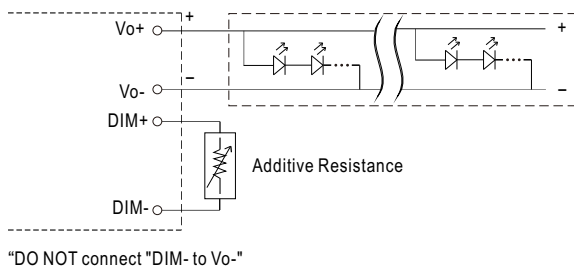 Vo+
+
+
Vo-
–
–
DIM+
Additive Resistance
DIM-
“DO NOT connect "DIM- to Vo-"